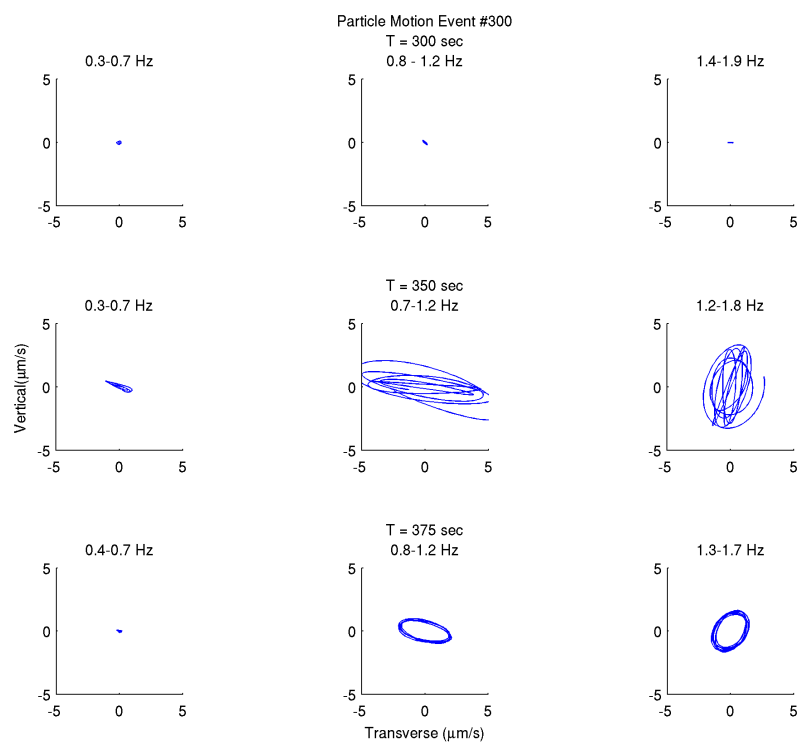 Particle Motion Event #300
T = 300 sec
0.3-0.7 Hz
0.8 - 1.2 Hz
1.4-1.9 Hz
5
0
-5
-5 0 5
5
0
-5
-5 0 5
5
0
-5
-5 0 5
T = 350 sec
0.3-0.7 Hz
0.7-1.2 Hz
1.2-1.8 Hz
Vertical(μm/s)
5
0
-5
-5 0 5
5
0
-5
-5 0 5
5
0
-5
-5 0 5
T = 375 sec
0.4-0.7 Hz
0.8-1.2 Hz
1.3-1.7 Hz
5
0
-5
-5 0 5
5
0
-5
-5 0 5
5
0
-5
-5 0 5
Transverse (μm/s)